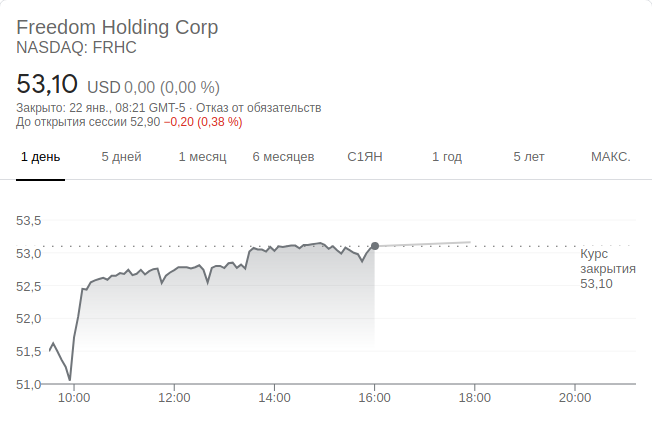 Freedom Holding Corp
NASDAQ: FRHC
53,10 USD 0,00 (0,00 %)
Закрыто: 22 янв., 08:21 GMT-5 · Отказ от обязательств
До открытия сессии 52,90 −0,20 (0,38 %)
1 день 5 дней 1 месяц 6 месяцев С1ЯН 1 год 5 лет МАКС.
53,5
53,0
52,5
52,0
51,5
51,0
Курс
закрытия
53,10
10:00 12:00 14:00 16:00 18:00 20:00